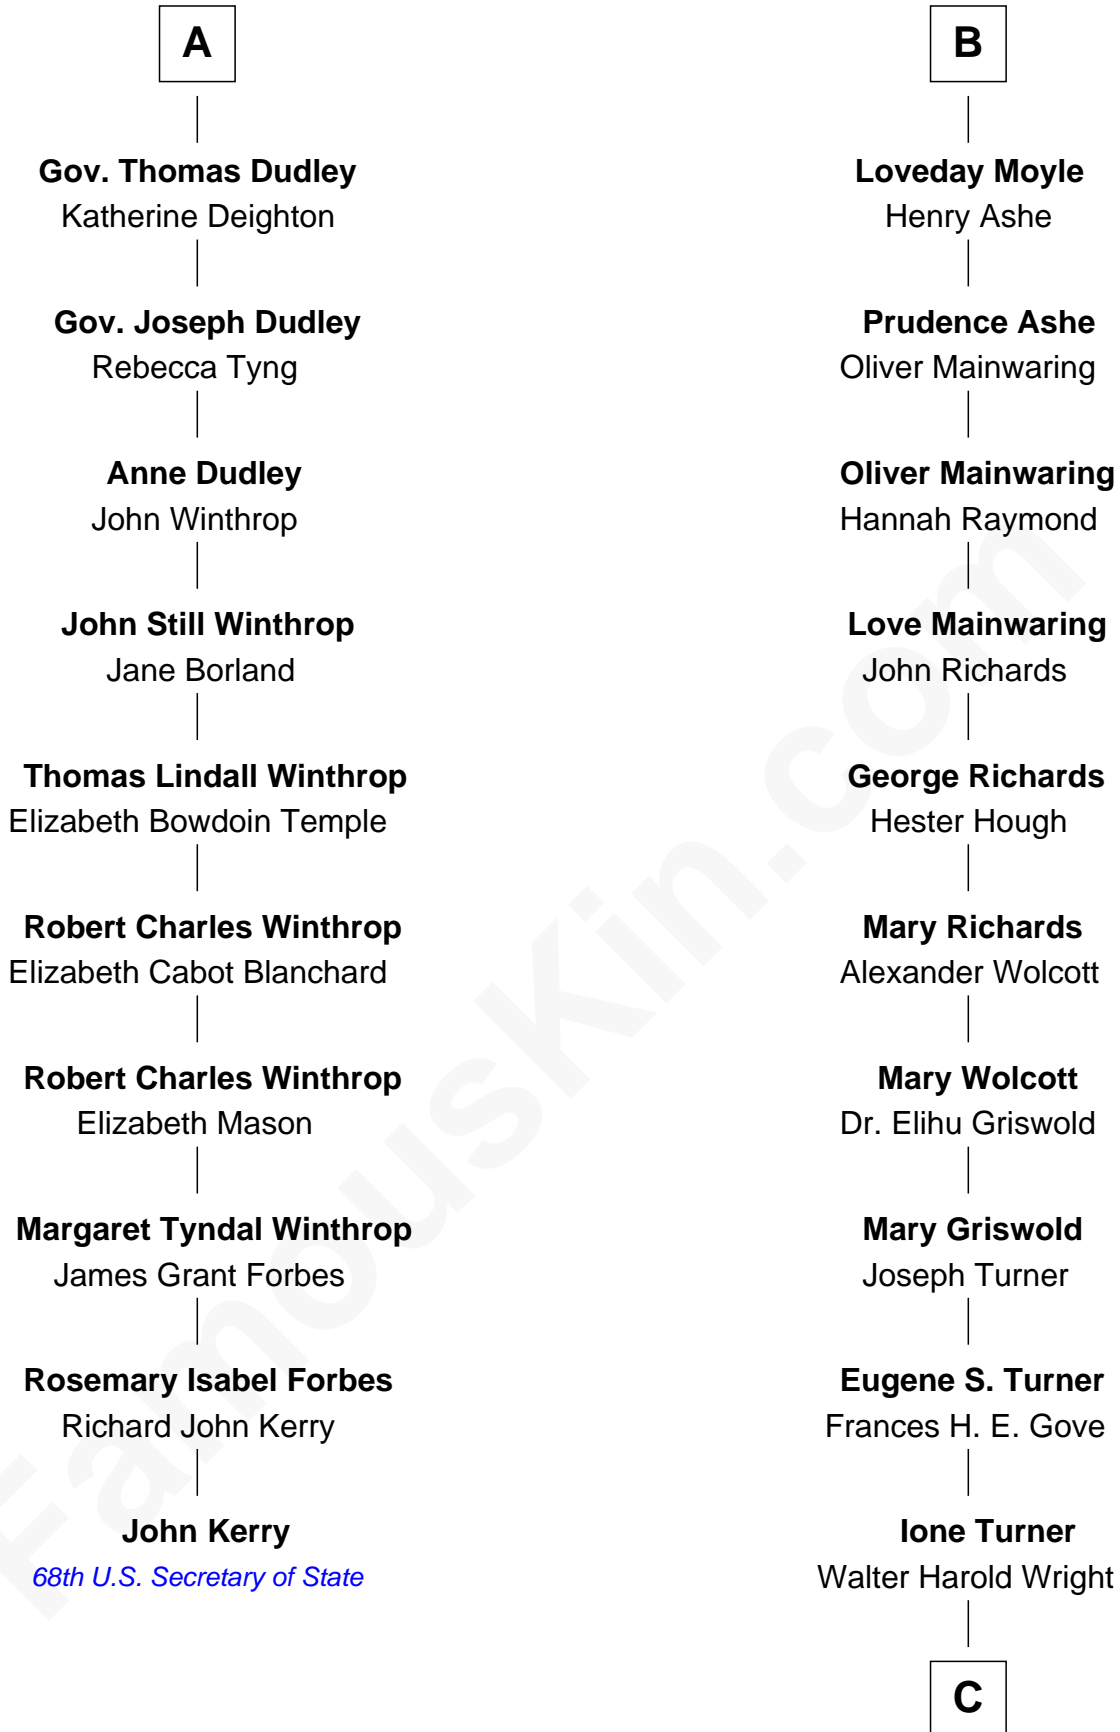 A
Gov. Thomas Dudley
Katherine Deighton
Gov. Joseph Dudley
Rebecca Tyng
Anne Dudley
John Winthrop
John Still Winthrop
Jane Borland
Thomas Lindall Winthrop
Elizabeth Bowdoin Temple
Robert Charles Winthrop
Elizabeth Cabot Blanchard
Robert Charles Winthrop
Elizabeth Mason
Margaret Tyndal Winthrop
James Grant Forbes
Rosemary Isabel Forbes
Richard John Kerry
John Kerry
68th U.S. Secretary of State
B
Loveday Moyle
Henry Ashe
Prudence Ashe
Oliver Mainwaring
Oliver Mainwaring
Hannah Raymond
Love Mainwaring
John Richards
George Richards
Hester Hough
Mary Richards
Alexander Wolcott
Mary Wolcott
Dr. Elihu Griswold
Mary Griswold
Joseph Turner
Eugene S. Turner
Frances H. E. Gove
Ione Turner
Walter Harold Wright
C
FamousKin.com